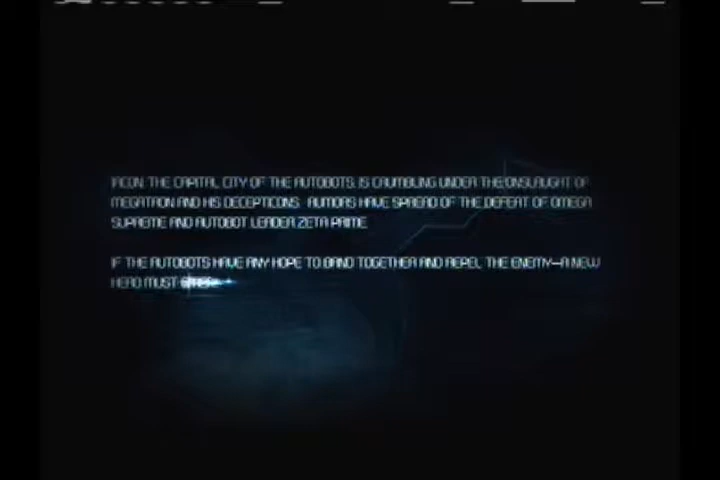 IACON, THE CAPITAL CITY OF THE AUTOBOTS, IS CRUMBLING UNDER THE ONSLAUGHT OF
MEGATRON AND HIS DECEPTICONS. RUMORS HAVE SPREAD OF THE DEFEAT OF OMEGA
SUPREME AND AUTOBOT LEADER ZETA PRIME.
IF THE AUTOBOTS HAVE ANY HOPE TO BAND TOGETHER AND REPEL THE ENEMY—A NEW
HERO MUST